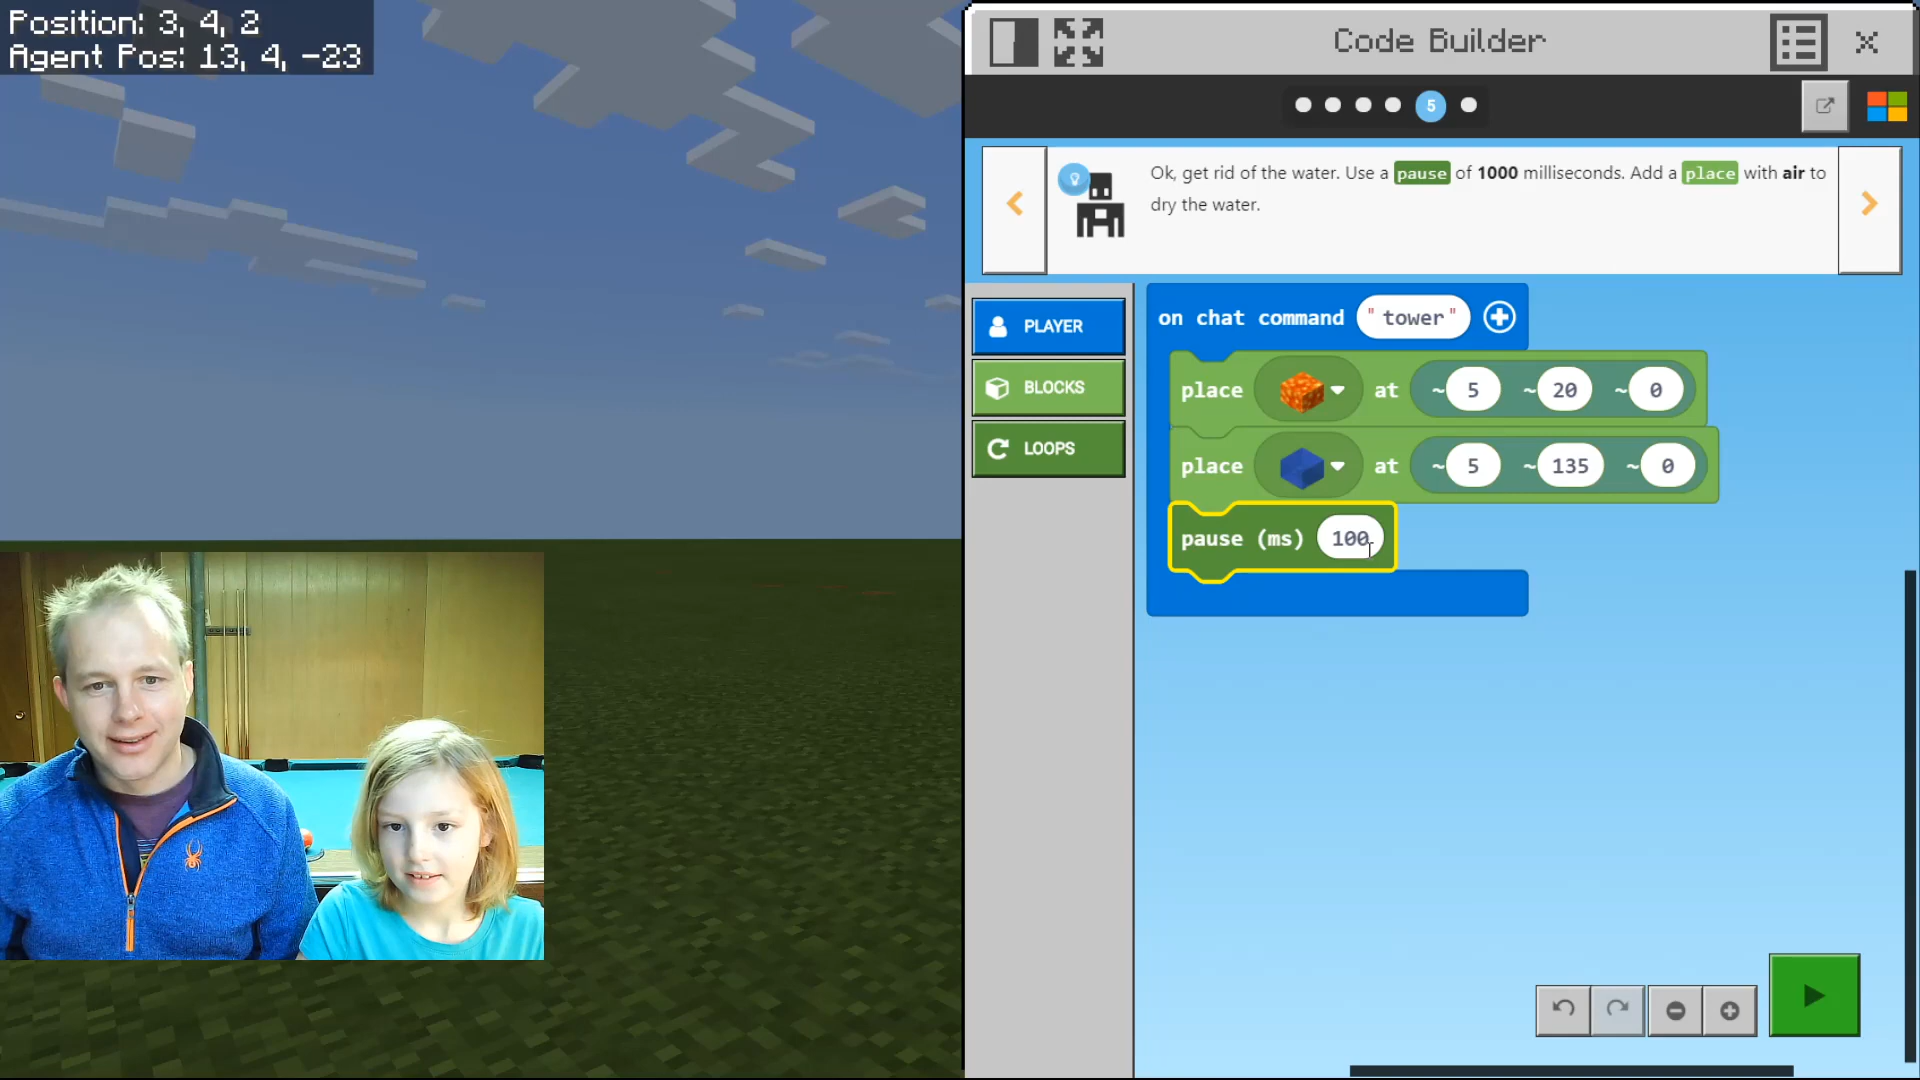 Position: 3, 4, 2
Agent Pos: 13, 4, -23
Code Builder
5
Ok, get rid of the water. Use a pause of 1000 milliseconds. Add a place with air to
dry the water.
PLAYER
BLOCKS
LOOPS
on chat command "tower"
place at ~5 ~20 ~0
place at ~5 ~135 ~0
pause (ms) 100